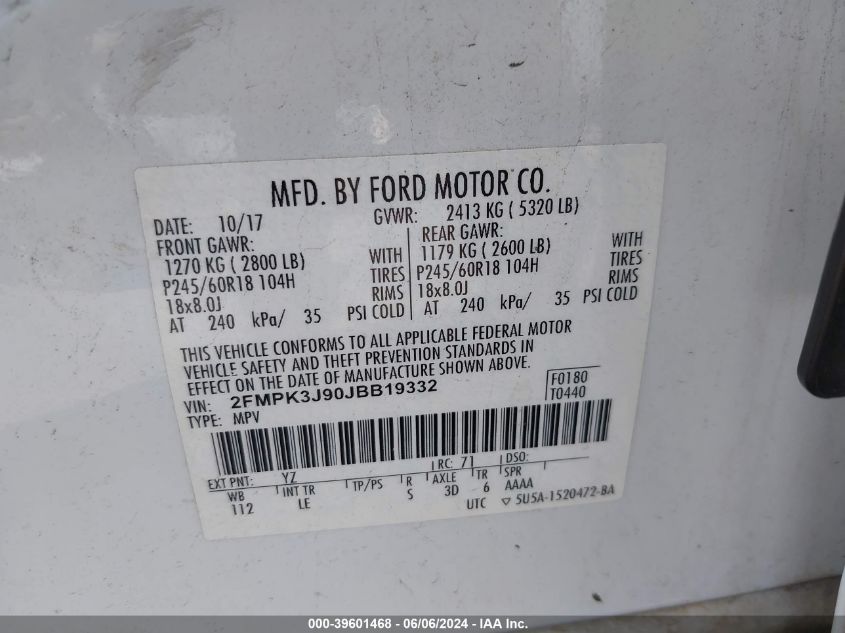 MFD. BY FORD MOTOR CO.
DATE: 10/17 GVWR: 2413 KG ( 5320 LB)
FRONT GAWR: REAR GAWR:
1270 KG ( 2800 LB) WITH 1179 KG ( 2600 LB) WITH
P245/60R18 104H TIRES P245/60R18 104H TIRES
18x8.0J RIMS 18x8.0J RIMS
AT 240 kPa/ 35 PSI COLD AT 240 kPa/ 35 PSI COLD
THIS VEHICLE CONFORMS TO ALL APPLICABLE FEDERAL MOTOR
VEHICLE SAFETY AND THEFT PREVENTION STANDARDS IN
EFFECT ON THE DATE OF MANUFACTURE SHOWN ABOVE.
VIN: 2FMPK3J90JBB19332 F0180
TYPE: MPV T0440
EXT PNT: YZ RC: 71 DSO:
WB INT TR TP/PS R AXLE TR SPR
112 LE S 3D 6 AAAA
UTC ▽ 5U5A-1520472-BA
000-39601468 - 06/06/2024 - IAA Inc.